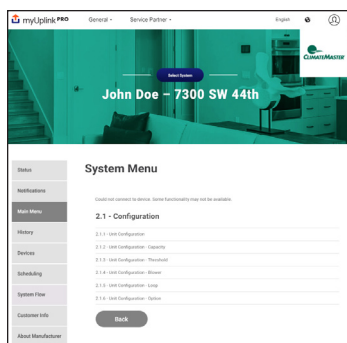 myUplink PRO
General
Service Partner
English
CLIMATEMASTER
Select System
John Doe – 7300 SW 44th
Status
Notifications
Main Menu
History
Devices
Scheduling
System Flow
Customer Info
About Manufacturer
System Menu
Could not connect to device. Some functionality may not be available.
2.1 - Configuration
2.1.1 - Unit Configuration
2.1.2 - Unit Configuration - Capacity
2.1.3 - Unit Configuration - Threshold
2.1.4 - Unit Configuration - Blower
2.1.5 - Unit Configuration - Loop
2.1.6 - Unit Configuration - Option
Back